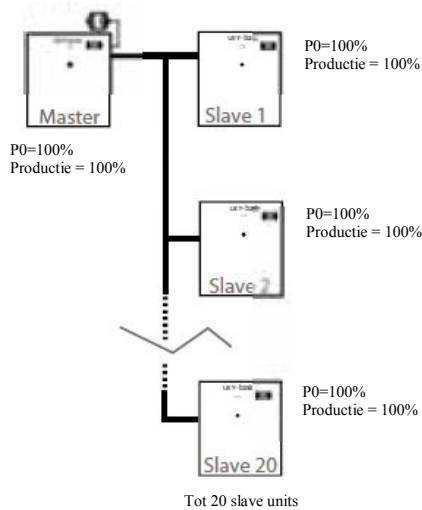 Master
P0=100%
Productie = 100%
Slave 1
P0=100%
Productie = 100%
Slave 2
P0=100%
Productie = 100%
Slave 20
P0=100%
Productie = 100%
Tot 20 slave units